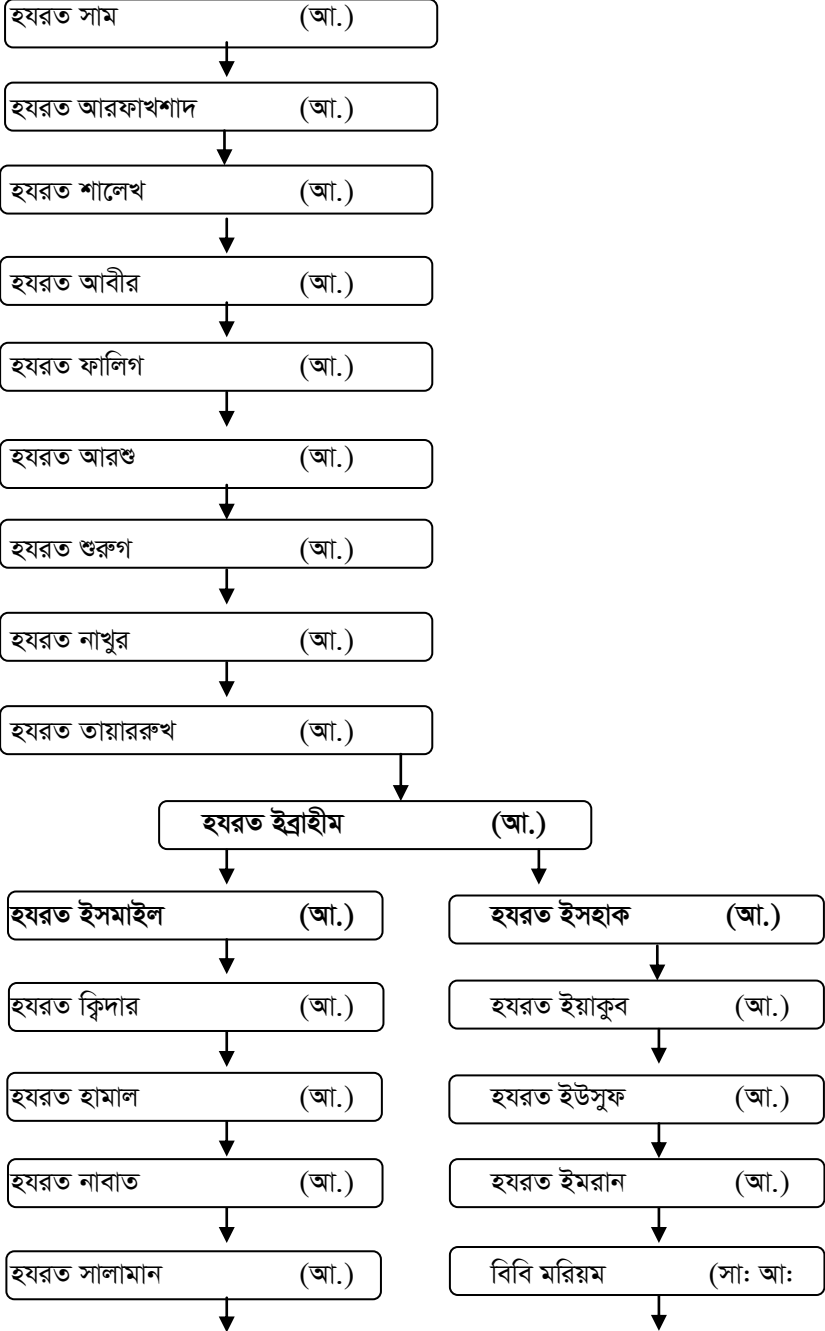 হযরত সাম (আ.)
হযরত আরফাখশাদ (আ.)
হযরত শালেখ (আ.)
হযরত আবীর (আ.)
হযরত ফালিগ (আ.)
হযরত আরশু (আ.)
হযরত শুরুগ (আ.)
হযরত নাখুর (আ.)
হযরত তায়াররুখ (আ.)
হযরত ইব্রাহীম (আ.)
হযরত ইসমাইল (আ.) হযরত ইসহাক (আ.)
হযরত ক্বিদার (আ.) হযরত ইয়াকুব (আ.)
হযরত হামাল (আ.) হযরত ইউসুফ (আ.)
হযরত নাবাত (আ.) হযরত ইমরান (আ.)
হযরত সালামান (আ.) বিবি মরিয়ম (সা: আ: